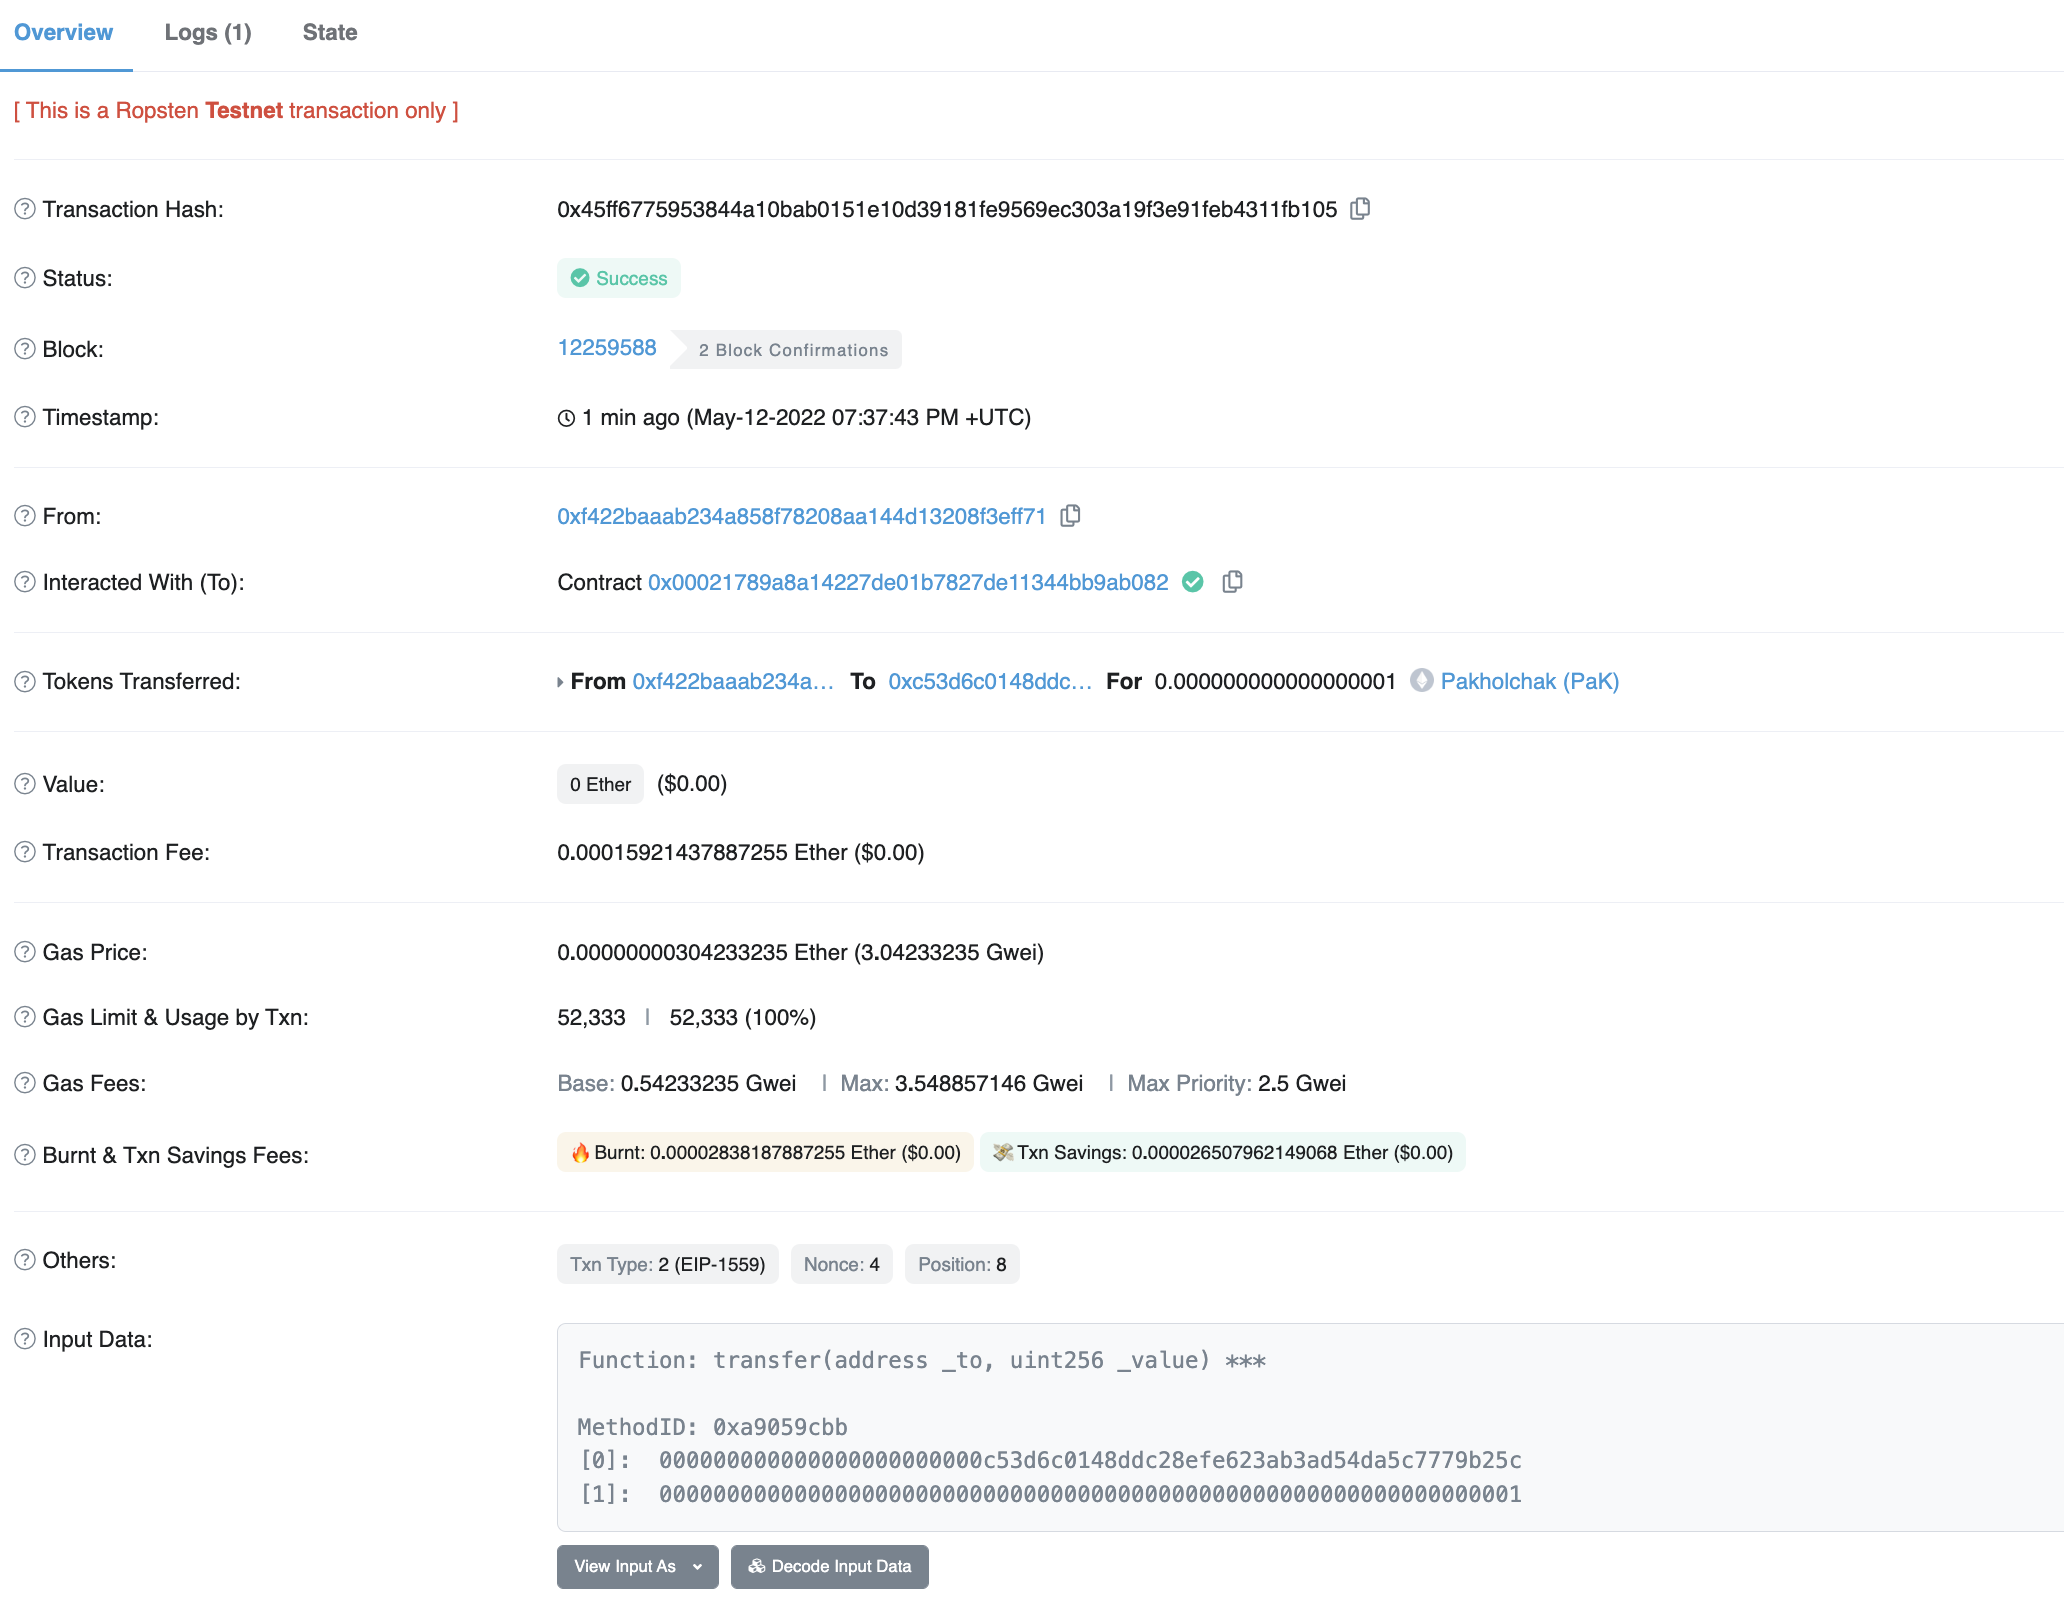 Overview Logs (1) State
[ This is a Ropsten Testnet transaction only ]
Transaction Hash: 0x45ff6775953844a10bab0151e10d39181fe9569ec303a19f3e91feb4311fb105
Status: Success
Block: 12259588 2 Block Confirmations
Timestamp: 1 min ago (May-12-2022 07:37:43 PM +UTC)
From: 0xf422baaab234a858f78208aa144d13208f3eff71
Interacted With (To): Contract 0x00021789a8a14227de01b7827de11344bb9ab082
Tokens Transferred: From 0xf422baaab234a... To 0xc53d6c0148ddc... For 0.000000000000000001 Pakholchak (PaK)
Value: 0 Ether ($0.00)
Transaction Fee: 0.00015921437887255 Ether ($0.00)
Gas Price: 0.00000000304233235 Ether (3.04233235 Gwei)
Gas Limit & Usage by Txn: 52,333 | 52,333 (100%)
Gas Fees: Base: 0.54233235 Gwei | Max: 3.548857146 Gwei | Max Priority: 2.5 Gwei
Burnt & Txn Savings Fees: 🔥Burnt: 0.00002838187887255 Ether ($0.00) 💸Txn Savings: 0.000026507962149068 Ether ($0.00)
Others: Txn Type: 2 (EIP-1559) Nonce: 4 Position: 8
Input Data:
Function: transfer(address _to, uint256 _value) ***
MethodID: 0xa9059cbb
[0]: 000000000000000000000000c53d6c0148ddc28efe623ab3ad54da5c7779b25c
[1]: 0000000000000000000000000000000000000000000000000000000000000001
View Input As Decode Input Data